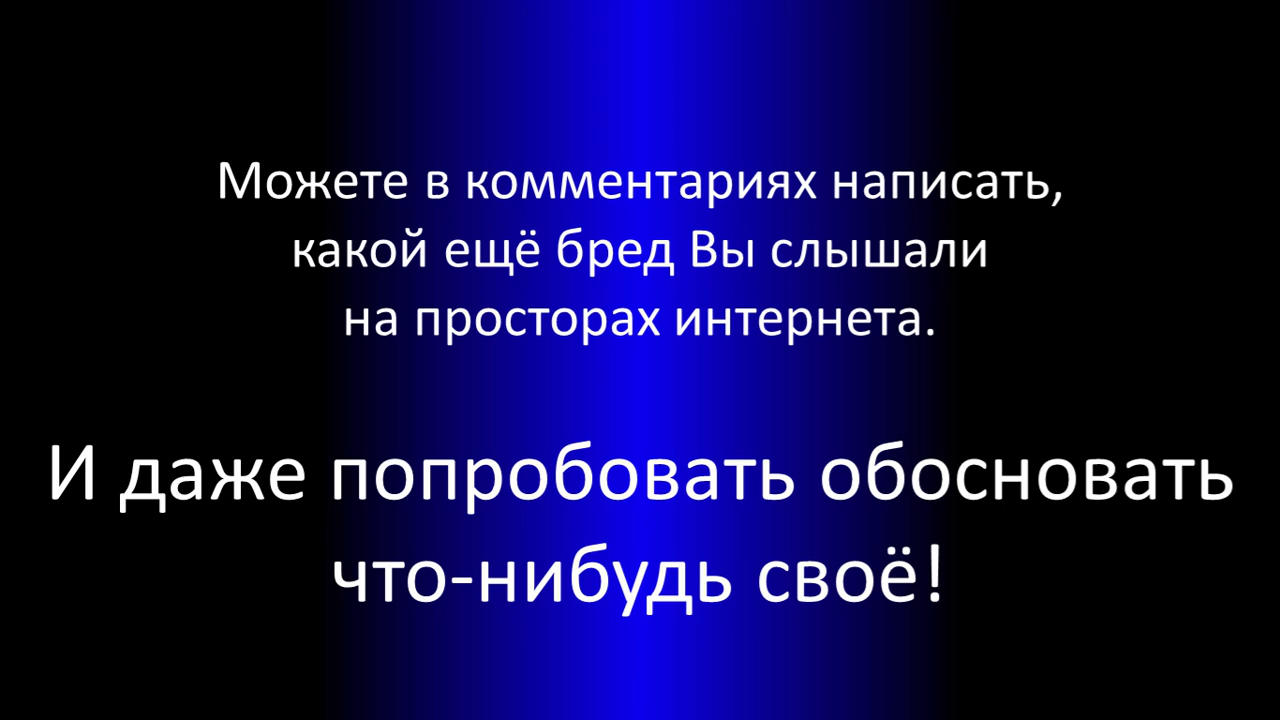 Можете в комментариях написать,
какой ещё бред Вы слышали
на просторах интернета.
И даже попробовать обосновать
что-нибудь своё!